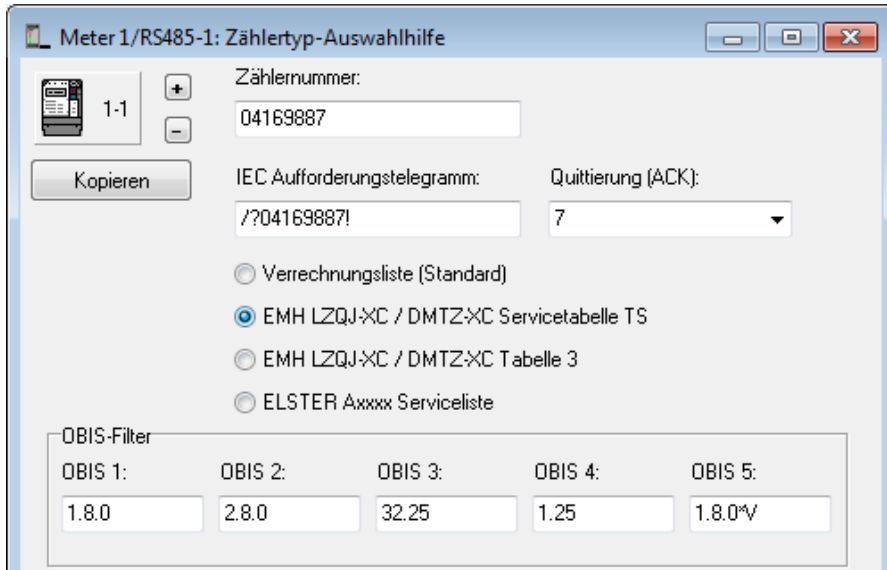 Meter 1/RS485-1: Zählertyp-Auswahlhilfe
1-1
+
-
Kopieren
Zählernummer:
04169887
IEC Aufforderungstelegramm:
Quittierung (ACK):
/?04169887!
7
Verrechnungsliste (Standard)
EMH LZQJ-XC / DMTZ-XC Servicetabelle TS
EMH LZQJ-XC / DMTZ-XC Tabelle 3
ELSTER Axxxx Serviceliste
OBIS-Filter
OBIS 1:
OBIS 2:
OBIS 3:
OBIS 4:
OBIS 5:
1.8.0
2.8.0
32.25
1.25
1.8.0*V